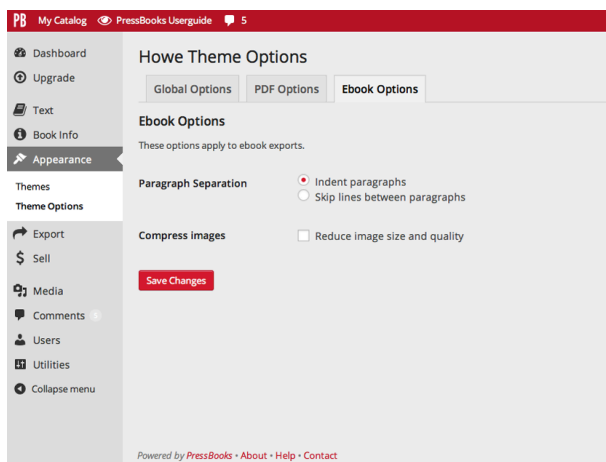 PB My Catalog PressBooks Userguide 5
Dashboard
Upgrade
Text
Book Info
Appearance
Themes
Theme Options
Export
Sell
Media
Comments
Users
Utilities
Collapse menu
Howe Theme Options
Global Options PDF Options Ebook Options
Ebook Options
These options apply to ebook exports.
Paragraph Separation Indent paragraphs
Skip lines between paragraphs
Compress images Reduce image size and quality
Save Changes
Powered by PressBooks • About • Help • Contact